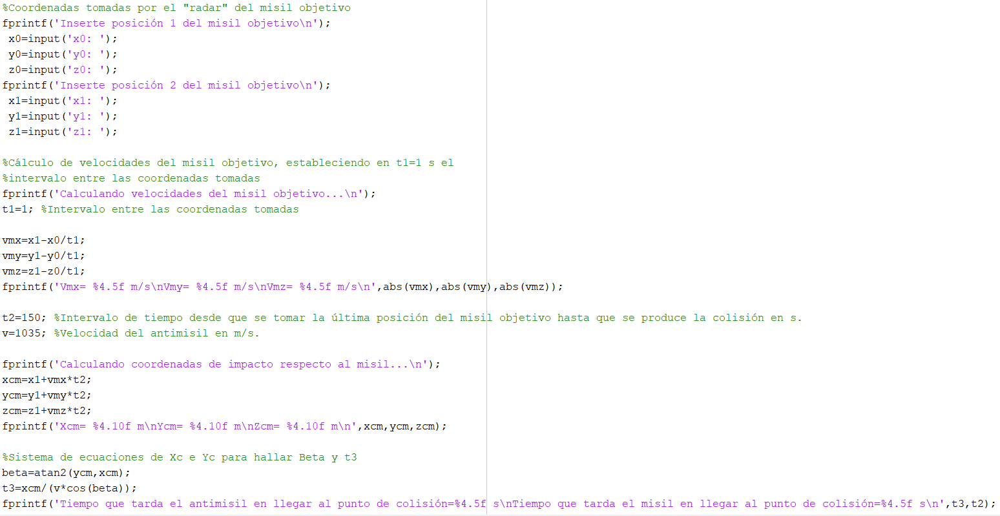 %Coordenadas tomadas por el "radar" del misil objetivo
fprintf('Inserte posición 1 del misil objetivo\n');
x0=input('x0: ');
y0=input('y0: ');
z0=input('z0: ');
fprintf('Inserte posición 2 del misil objetivo\n');
x1=input('x1: ');
y1=input('y1: ');
z1=input('z1: ');
%Cálculo de velocidades del misil objetivo, estableciendo en t1=1 s el
%intervalo entre las coordenadas tomadas
fprintf('Calculando velocidades del misil objetivo...\n');
t1=1; %Intervalo entre las coordenadas tomadas
vmx=x1-x0/t1;
vmy=y1-y0/t1;
vmz=z1-z0/t1;
fprintf('Vmx= %4.5f m/s\nVmy= %4.5f m/s\nVmz= %4.5f m/s\n',abs(vmx),abs(vmy),abs(vmz));
t2=150; %Intervalo de tiempo desde que se tomar la última posición del misil objetivo hasta que se produce la colisión en s.
v=1035; %Velocidad del antimisil en m/s.
fprintf('Calculando coordenadas de impacto respecto al misil...\n');
xcm=x1+vmx*t2;
ycm=y1+vmy*t2;
zcm=z1+vmz*t2;
fprintf('Xcm= %4.10f m\nYcm= %4.10f m\nZcm= %4.10f m\n',xcm,ycm,zcm);
%Sistema de ecuaciones de Xc e Yc para hallar Beta y t3
beta=atan2(ycm,xcm);
t3=xcm/(v*cos(beta));
fprintf('Tiempo que tarda el antimisil en llegar al punto de colisión=%4.5f s\nTiempo que tarda el misil en llegar al punto de colisión=%4.5f s\n',t3,t2);